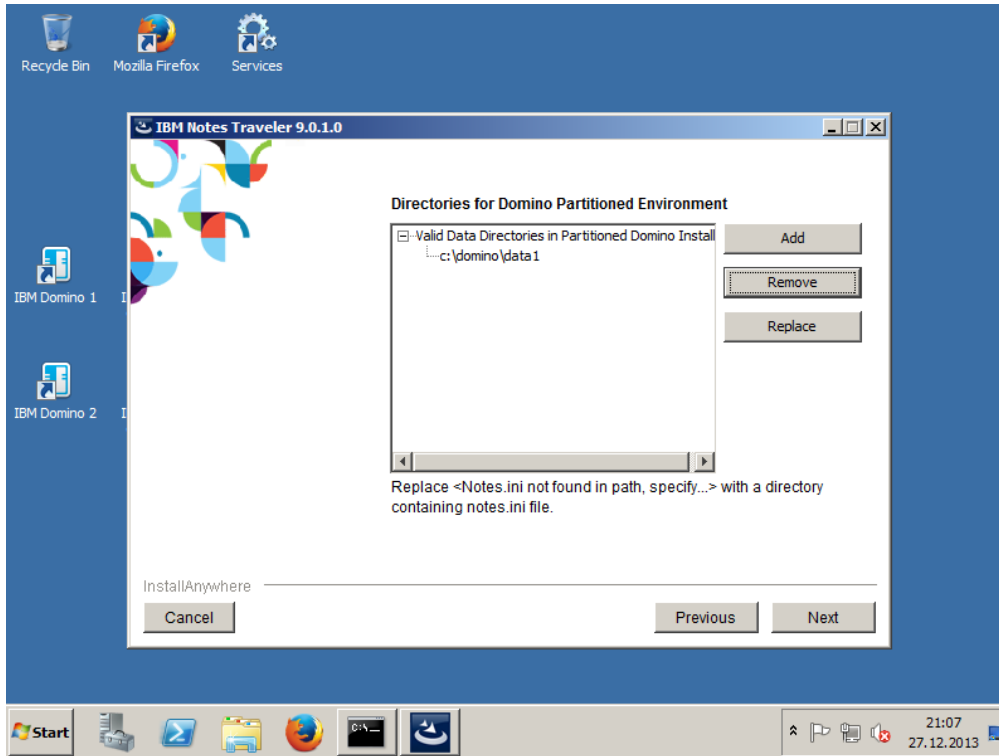 Recycle Bin
Mozilla Firefox
Services
IBM Notes Traveler 9.0.1.0
Directories for Domino Partitioned Environment
Valid Data Directories in Partitioned Domino Install
c:\domino\data1
Add
Remove
Replace
IBM Domino 1
I
IBM Domino 2
I
Replace <Notes.ini not found in path, specify...> with a directory
containing notes.ini file.
InstallAnywhere
Cancel
Previous
Next
Start
C:\_
21:07
27.12.2013